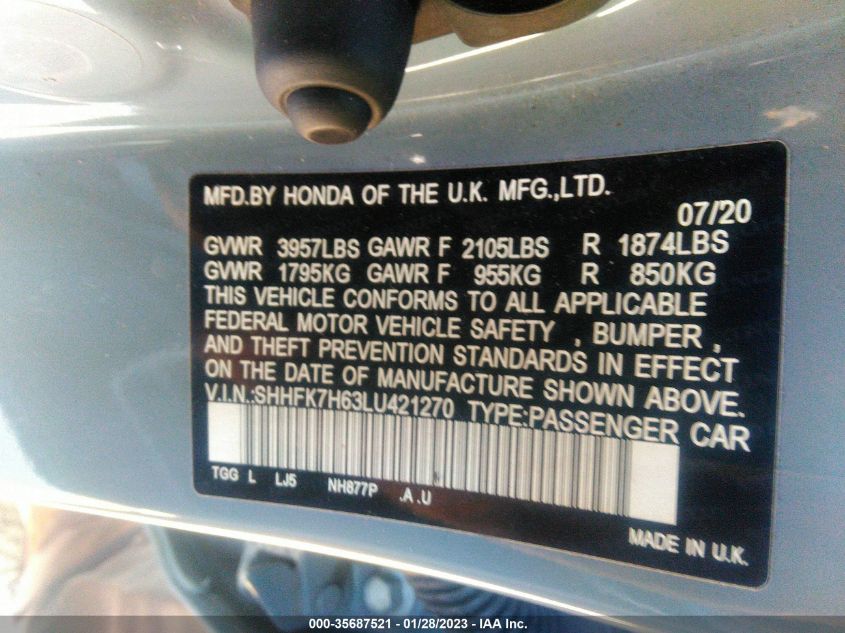 MFD.BY HONDA OF THE U.K. MFG.,LTD.
07/20
GVWR 3957LBS GAWR F 2105LBS R 1874LBS
GVWR 1795KG GAWR F 955KG R 850KG
THIS VEHICLE CONFORMS TO ALL APPLICABLE
FEDERAL MOTOR VEHICLE SAFETY , BUMPER ,
AND THEFT PREVENTION STANDARDS IN EFFECT
ON THE DATE OF MANUFACTURE SHOWN ABOVE.
V.I.N.:SHHFK7H63LU421270 TYPE:PASSENGER CAR
TGG L LJ5 NH877P .A .U
MADE IN U.K.
000-35687521 - 01/28/2023 - IAA Inc.